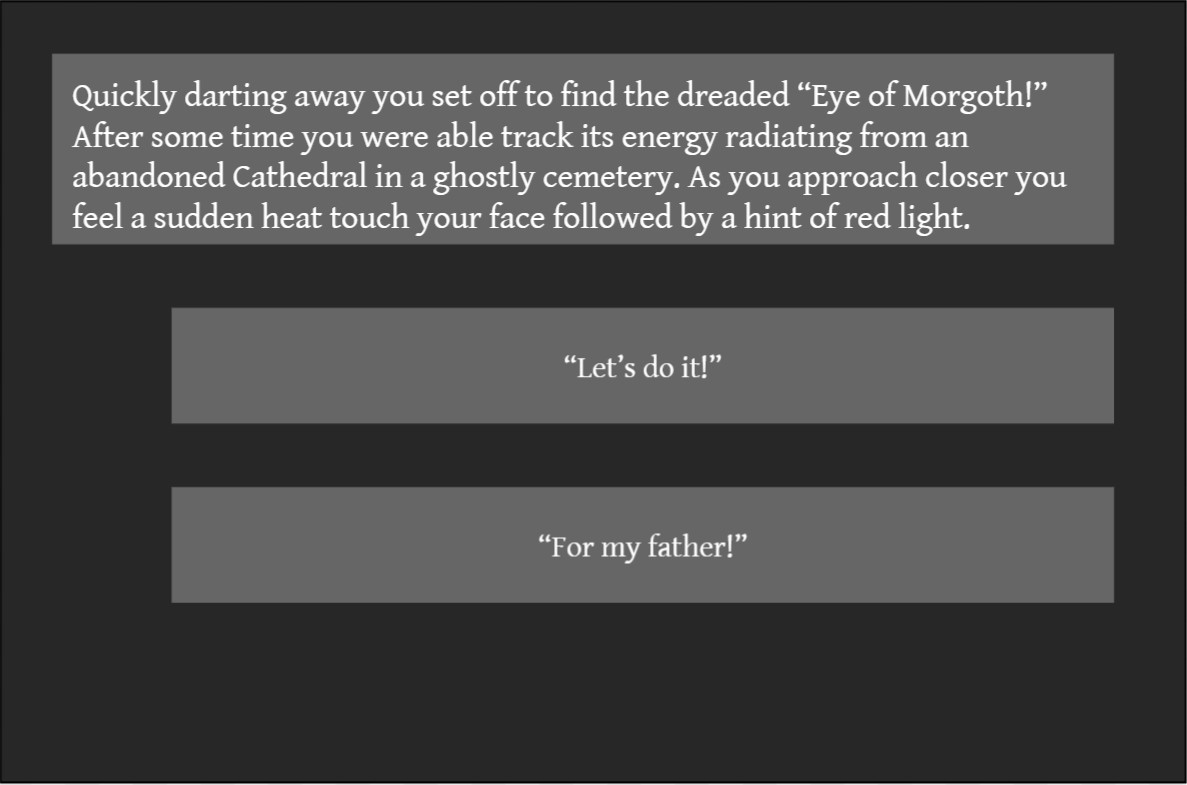 Quickly darting away you set off to find the dreaded “Eye of Morgoth!”
After some time you were able track its energy radiating from an
abandoned Cathedral in a ghostly cemetery. As you approach closer you
feel a sudden heat touch your face followed by a hint of red light.
“Let’s do it!”
“For my father!”